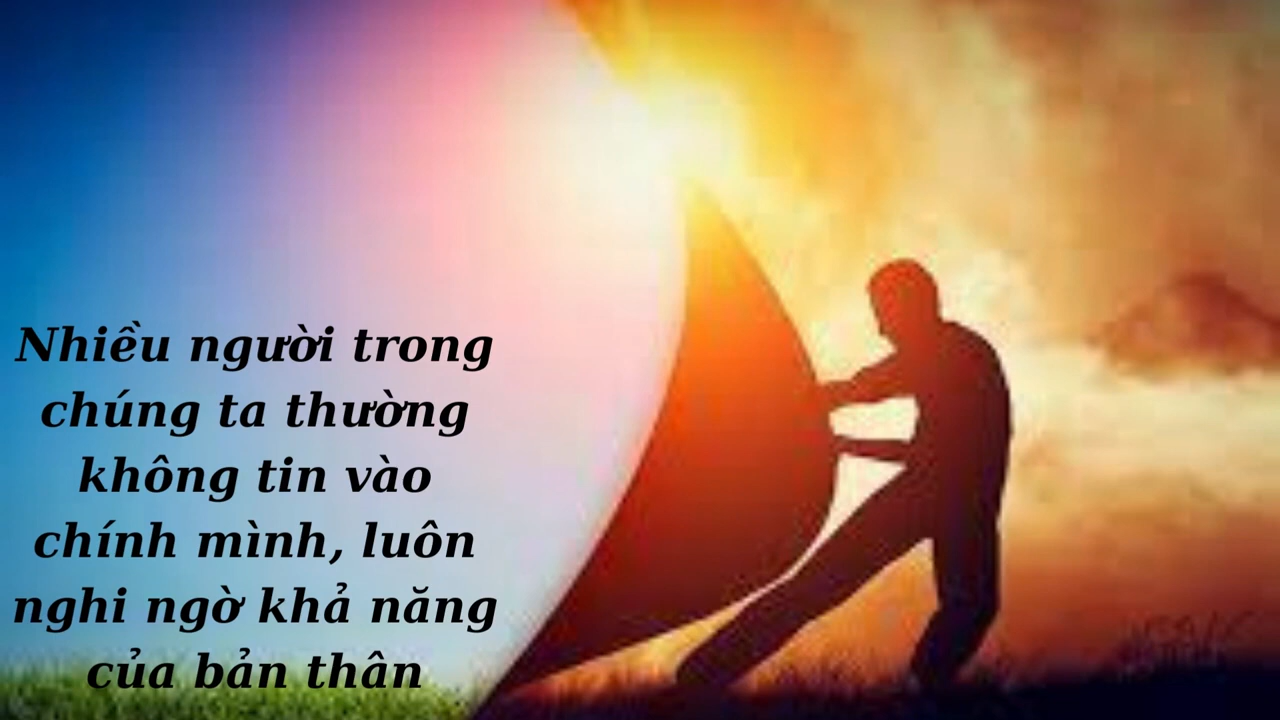 Nhiều người trong
chúng ta thường
không tin vào
chính mình, luôn
nghi ngờ khả năng
của bản thân